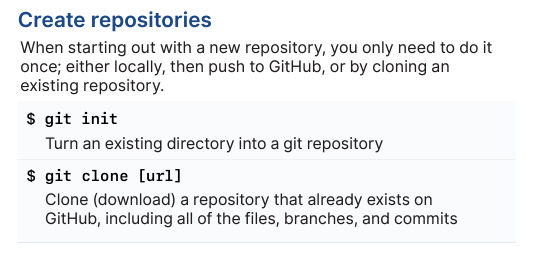 Create repositories
When starting out with a new repository, you only need to do it
once; either locally, then push to GitHub, or by cloning an
existing repository.
$ git init
Turn an existing directory into a git repository
$ git clone [url]
Clone (download) a repository that already exists on
GitHub, including all of the files, branches, and commits